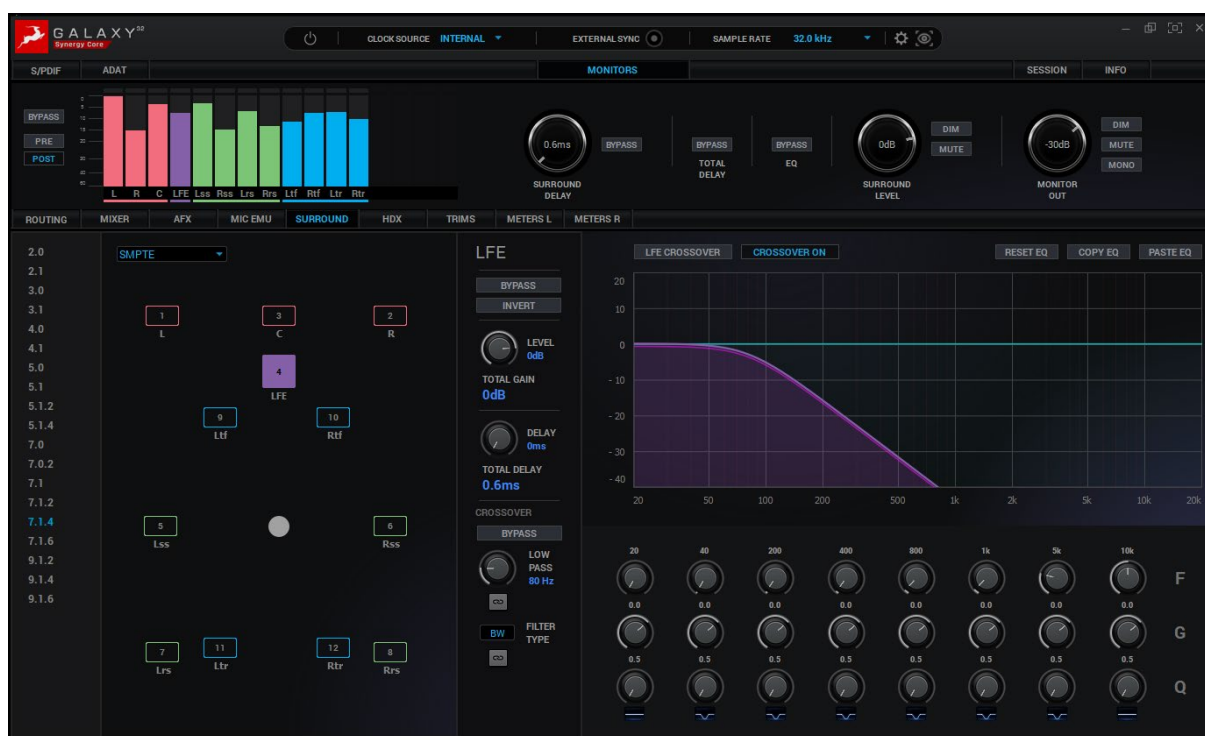 GALAXY 32
Synergy Core
CLOCK SOURCE INTERNAL
EXTERNAL SYNC
SAMPLE RATE 32.0 kHz
S/PDIF ADAT MONITORS SESSION INFO
BYPASS
PRE
POST
L R C LFE Lss Rss Lrs Rrs Ltf Rtf Ltr Rtr
0.6ms
SURROUND
DELAY
BYPASS
BYPASS
TOTAL
DELAY
BYPASS
EQ
0dB
SURROUND
LEVEL
DIM
MUTE
-30dB
MONITOR
OUT
DIM
MUTE
MONO
ROUTING MIXER AFX MIC EMU SURROUND HDX TRIMS METERS L METERS R
2.0
2.1
3.0
3.1
4.0
4.1
5.0
5.1
5.1.2
5.1.4
7.0
7.0.2
7.1
7.1.2
7.1.4
7.1.6
9.1.2
9.1.4
9.1.6
SMPTE
1 3 2
L C R
4
LFE
9 10
Ltf Rtf
5 6
Lss Rss
7 11 12 8
Lrs Ltr Rtr Rrs
LFE
BYPASS
INVERT
LEVEL
0dB
TOTAL GAIN
0dB
DELAY
0ms
TOTAL DELAY
0.6ms
CROSSOVER
BYPASS
LOW
PASS
80 Hz
BW
FILTER
TYPE
LFE CROSSOVER CROSSOVER ON RESET EQ COPY EQ PASTE EQ
20
10
0
- 10
- 20
- 30
- 40
20 50 100 200 500 1k 2k 5k 10k 20k
20 40 200 400 800 1k 5k 10k
F
0.0 0.0 0.0 0.0 0.0 0.0 0.0 0.0
G
0.5 0.5 0.5 0.5 0.5 0.5 0.5 0.5
Q